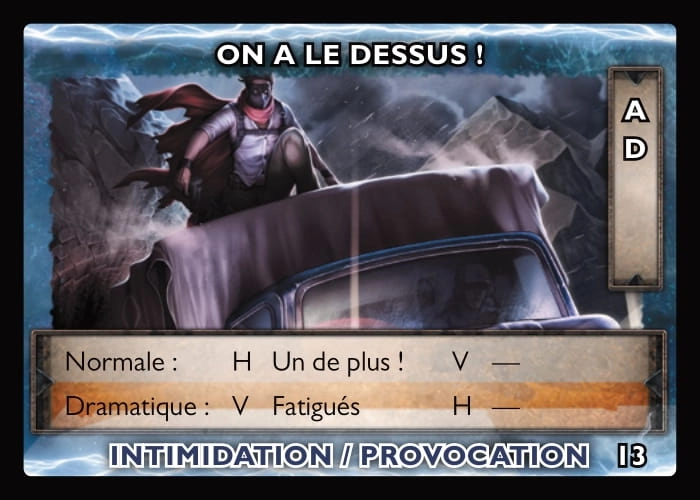 ON A LE DESSUS !
A
D
Normale : H Un de plus ! V —
Dramatique : V Fatigués H —
INTIMIDATION / PROVOCATION 13